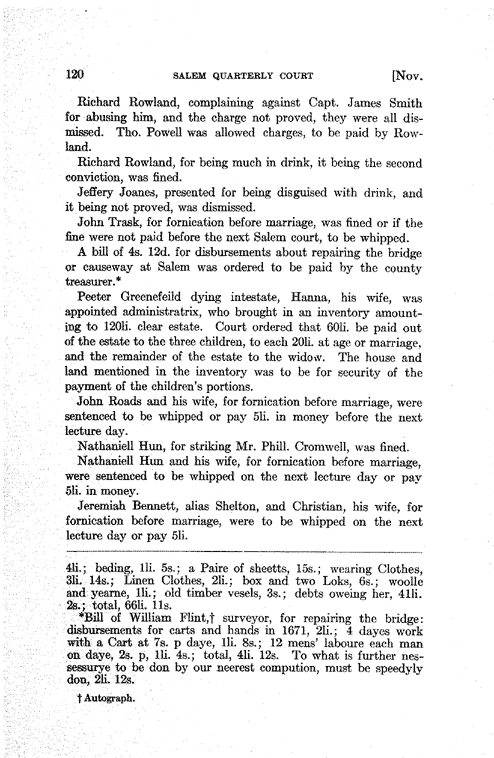 120 SALEM QUARTERLY COURT [Nov.
Richard Rowland, complaining against Capt. James Smith
for abusing him, and the charge not proved, they were all dis-
missed. Tho. Powell was allowed charges, to be paid by Row-
land.
Richard Rowland, for being much in drink, it being the second
conviction, was fined.
Jeffery Joanes, presented for being disguised with drink, and
it being not proved, was dismissed.
John Trask, for fornication before marriage, was fined or if the
fine were not paid before the next Salem court, to be whipped.
A bill of 4s. 12d. for disbursements about repairing the bridge
or causeway at Salem was ordered to be paid by the county
treasurer.*
Peeter Greenefeild dying intestate, Hanna, his wife, was
appointed administratrix, who brought in an inventory amount-
ing to 120li. clear estate. Court ordered that 60li. be paid out
of the estate to the three children, to each 20li. at age or marriage,
and the remainder of the estate to the widow. The house and
land mentioned in the inventory was to be for security of the
payment of the children's portions.
John Roads and his wife, for fornication before marriage, were
sentenced to be whipped or pay 5li. in money before the next
lecture day.
Nathaniell Hun, for striking Mr. Phill. Cromwell, was fined.
Nathaniell Hun and his wife, for fornication before marriage,
were sentenced to be whipped on the next lecture day or pay
5li. in money.
Jeremiah Bennett, alias Shelton, and Christian, his wife, for
fornication before marriage, were to be whipped on the next
lecture day or pay 5li.
4li.; beding, 1li. 5s.; a Paire of sheetts, 15s.; wearing Clothes,
3li. 14s.; Linen Clothes, 2li.; box and two Loks, 6s.; woolle
and yearne, 1li.; old timber vesels, 3s.; debts oweing her, 41li.
2s.; total, 66li. 11s.
*Bill of William Flint,† surveyor, for repairing the bridge:
disbursements for carts and hands in 1671, 2li.; 4 dayes work
with a Cart at 7s. p daye, 1li. 8s.; 12 mens' laboure each man
on daye, 2s. p, 1li. 4s.; total, 4li. 12s. To what is further nes-
sessurye to be don by our neerest compution, must be speedyly
don, 2li. 12s.
† Autograph.